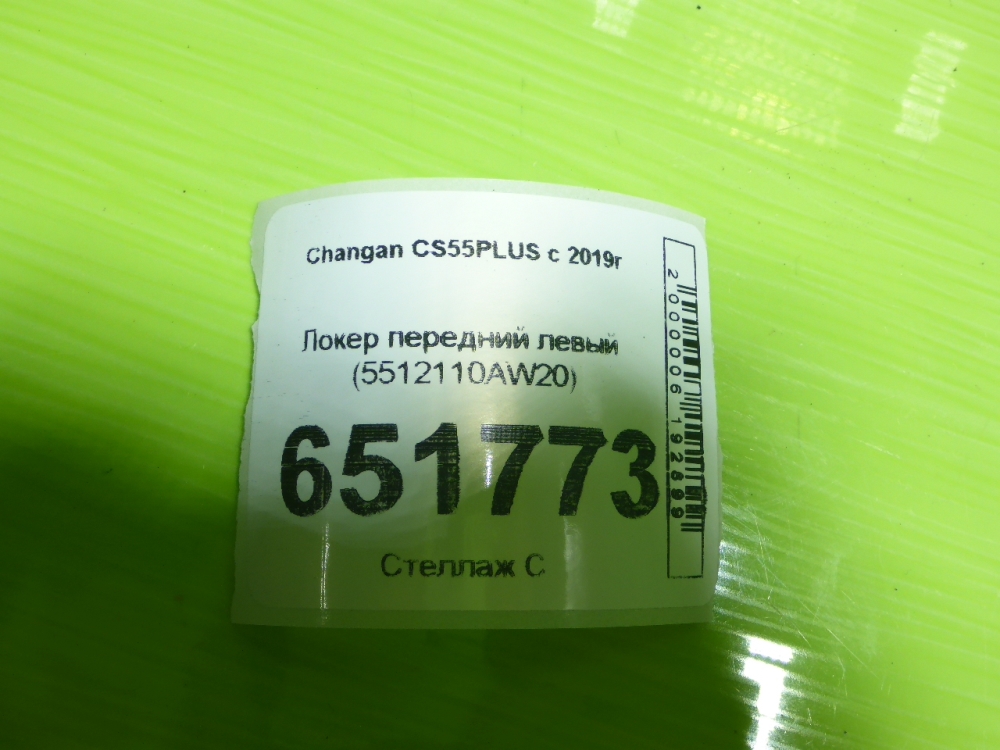 Changan CS55PLUS с 2019г
Локер передний левый
(5512110AW20)
651773
Стеллаж С
2000006192899